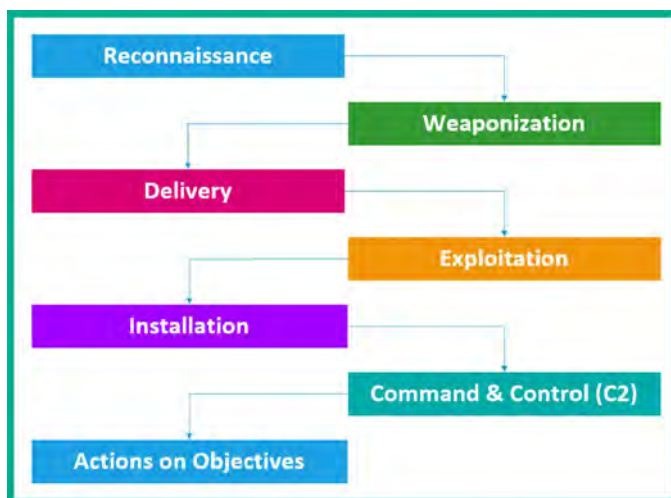 Reconnaissance
Weaponization
Delivery
Exploitation
Installation
Command & Control (C2)
Actions on Objectives